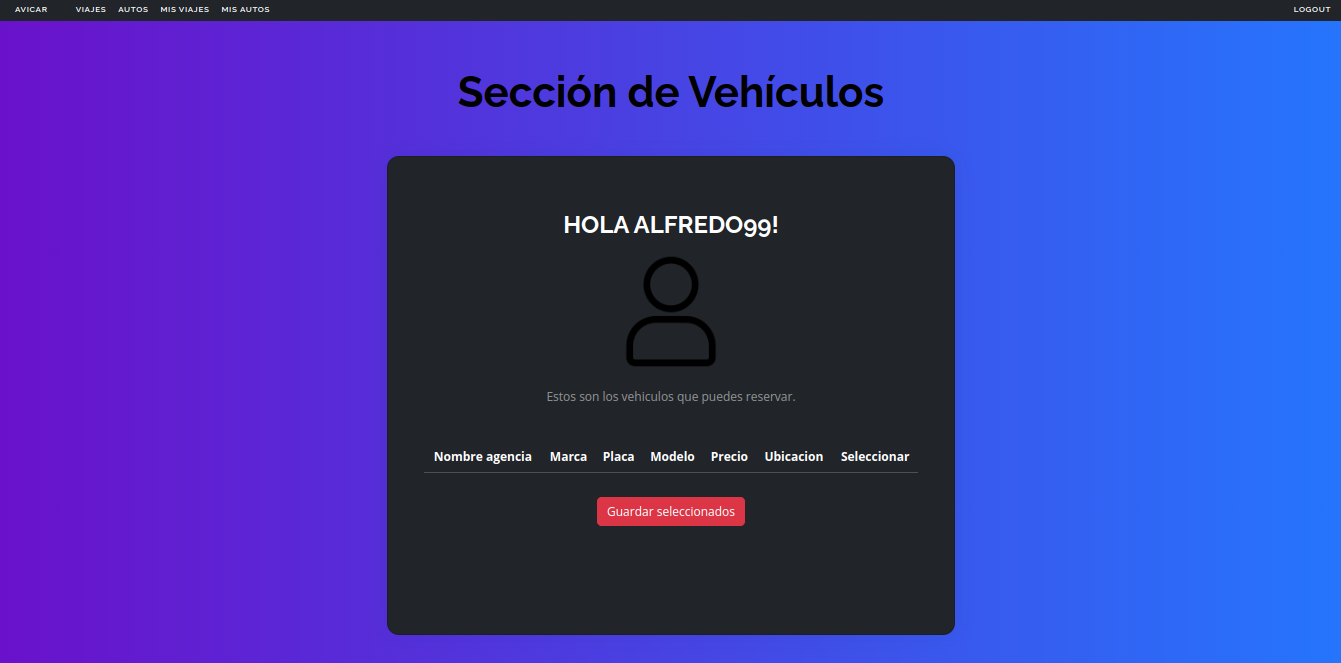 AVICAR VIAJES AUTOS MIS VIAJES MIS AUTOS LOGOUT
Sección de Vehículos
HOLA ALFREDO99!
Estos son los vehiculos que puedes reservar.
Nombre agencia Marca Placa Modelo Precio Ubicacion Seleccionar
Guardar seleccionados